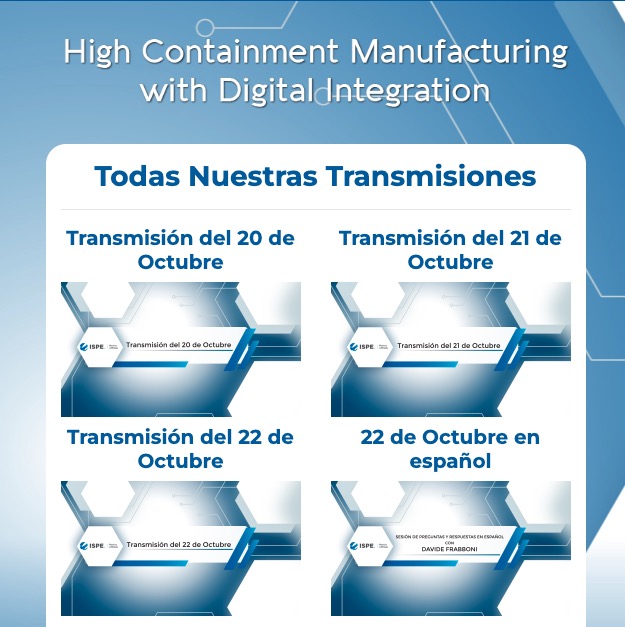 High Containment Manufacturing
with Digital Integration
Todas Nuestras Transmisiones
Transmisión del 20 de
Octubre
Transmisión del 21 de
Octubre
ISPE.
Transmisión del 20 de Octubre
ISPE.
Transmisión del 21 de Octubre
Transmisión del 22 de
Octubre
22 de Octubre en
español
ISPE.
Transmisión del 22 de Octubre
ISPE.
SESIÓN DE PREGUNTAS Y RESPUESTAS EN ESPAÑOL
CON
DAVIDE FRABBONI